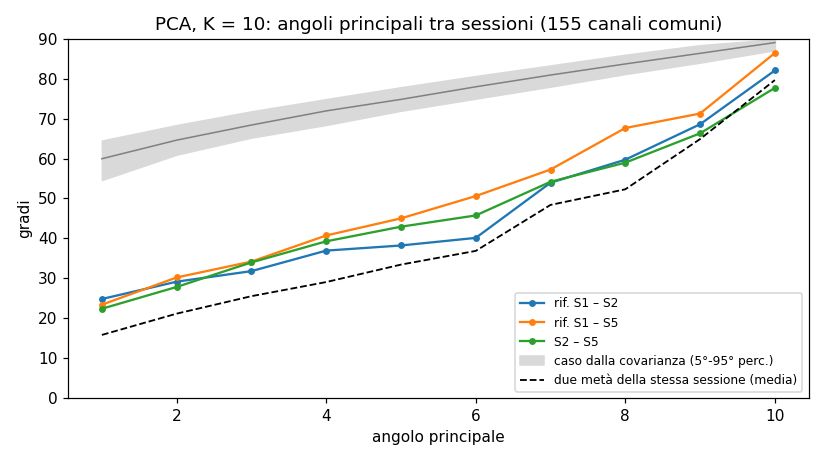 PCA, K = 10: angoli principali tra sessioni (155 canali comuni)
90
80
70
60
50
40
30
20
10
0
gradi
2
4
6
8
10
angolo principale
rif. S1 – S2
rif. S1 – S5
S2 – S5
caso dalla covarianza (5°-95° perc.)
due metà della stessa sessione (media)